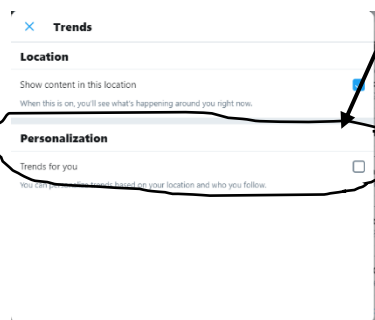 Trends
Location
Show content in this location
When this is on, you'll see what's happening around you right now.
Personalization
Trends for you
You can personalize trends based on your location and who you follow.